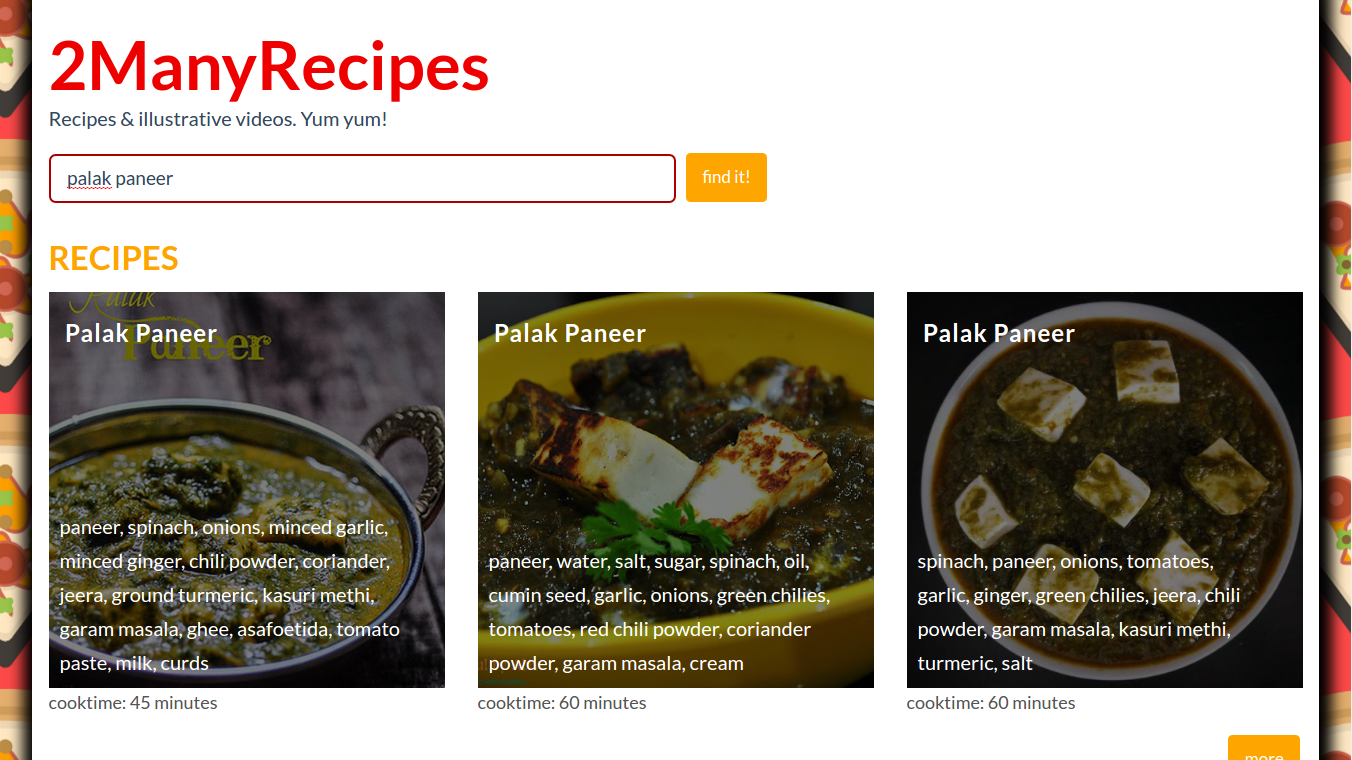 2ManyRecipes
Recipes & illustrative videos. Yum yum!
palak paneer
find it!
RECIPES
Palak
Paneer
Palak Paneer
paneer, spinach, onions, minced garlic,
minced ginger, chili powder, coriander,
jeera, ground turmeric, kasuri methi,
garam masala, ghee, asafoetida, tomato
paste, milk, curds
cooktime: 45 minutes
Palak Paneer
paneer, water, salt, sugar, spinach, oil,
cumin seed, garlic, onions, green chilies,
tomatoes, red chili powder, coriander
powder, garam masala, cream
cooktime: 60 minutes
Palak Paneer
spinach, paneer, onions, tomatoes,
garlic, ginger, green chilies, jeera, chili
powder, garam masala, kasuri methi,
turmeric, salt
cooktime: 60 minutes
more